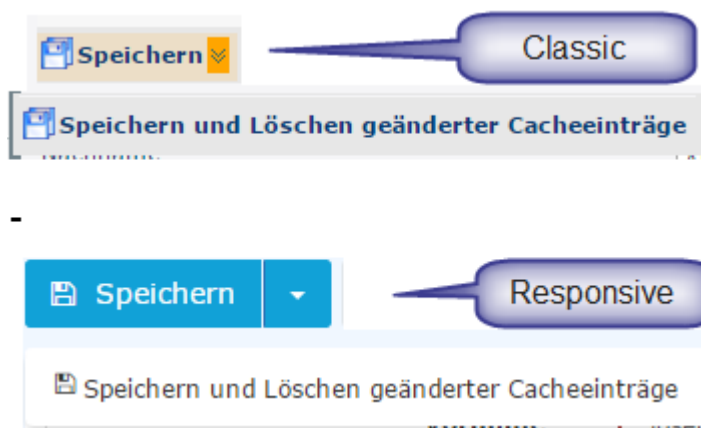 Speichern
Classic
Speichern und Löschen geänderter Cacheeinträge
-
Speichern
Responsive
Speichern und Löschen geänderter Cacheeinträge